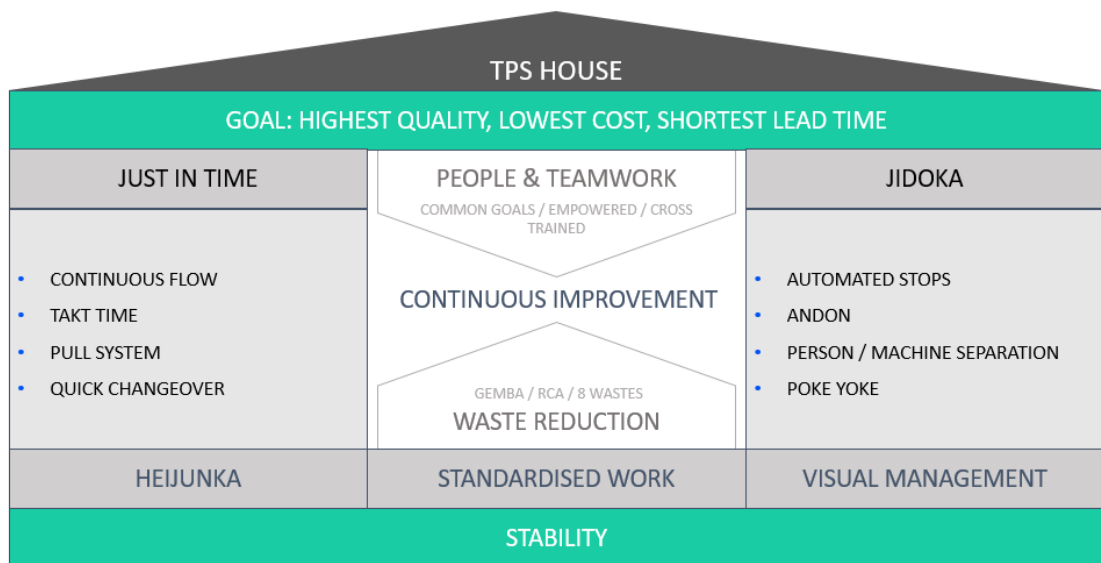 TPS HOUSE
GOAL: HIGHEST QUALITY, LOWEST COST, SHORTEST LEAD TIME
JUST IN TIME
CONTINUOUS FLOW
TAKT TIME
PULL SYSTEM
QUICK CHANGEOVER
PEOPLE & TEAMWORK
COMMON GOALS / EMPOWERED / CROSS
TRAINED
CONTINUOUS IMPROVEMENT
GEMBA / RCA / 8 WASTES
WASTE REDUCTION
JIDOKA
AUTOMATED STOPS
ANDON
PERSON / MACHINE SEPARATION
POKE YOKE
HEIJUNKA
STANDARDISED WORK
VISUAL MANAGEMENT
STABILITY